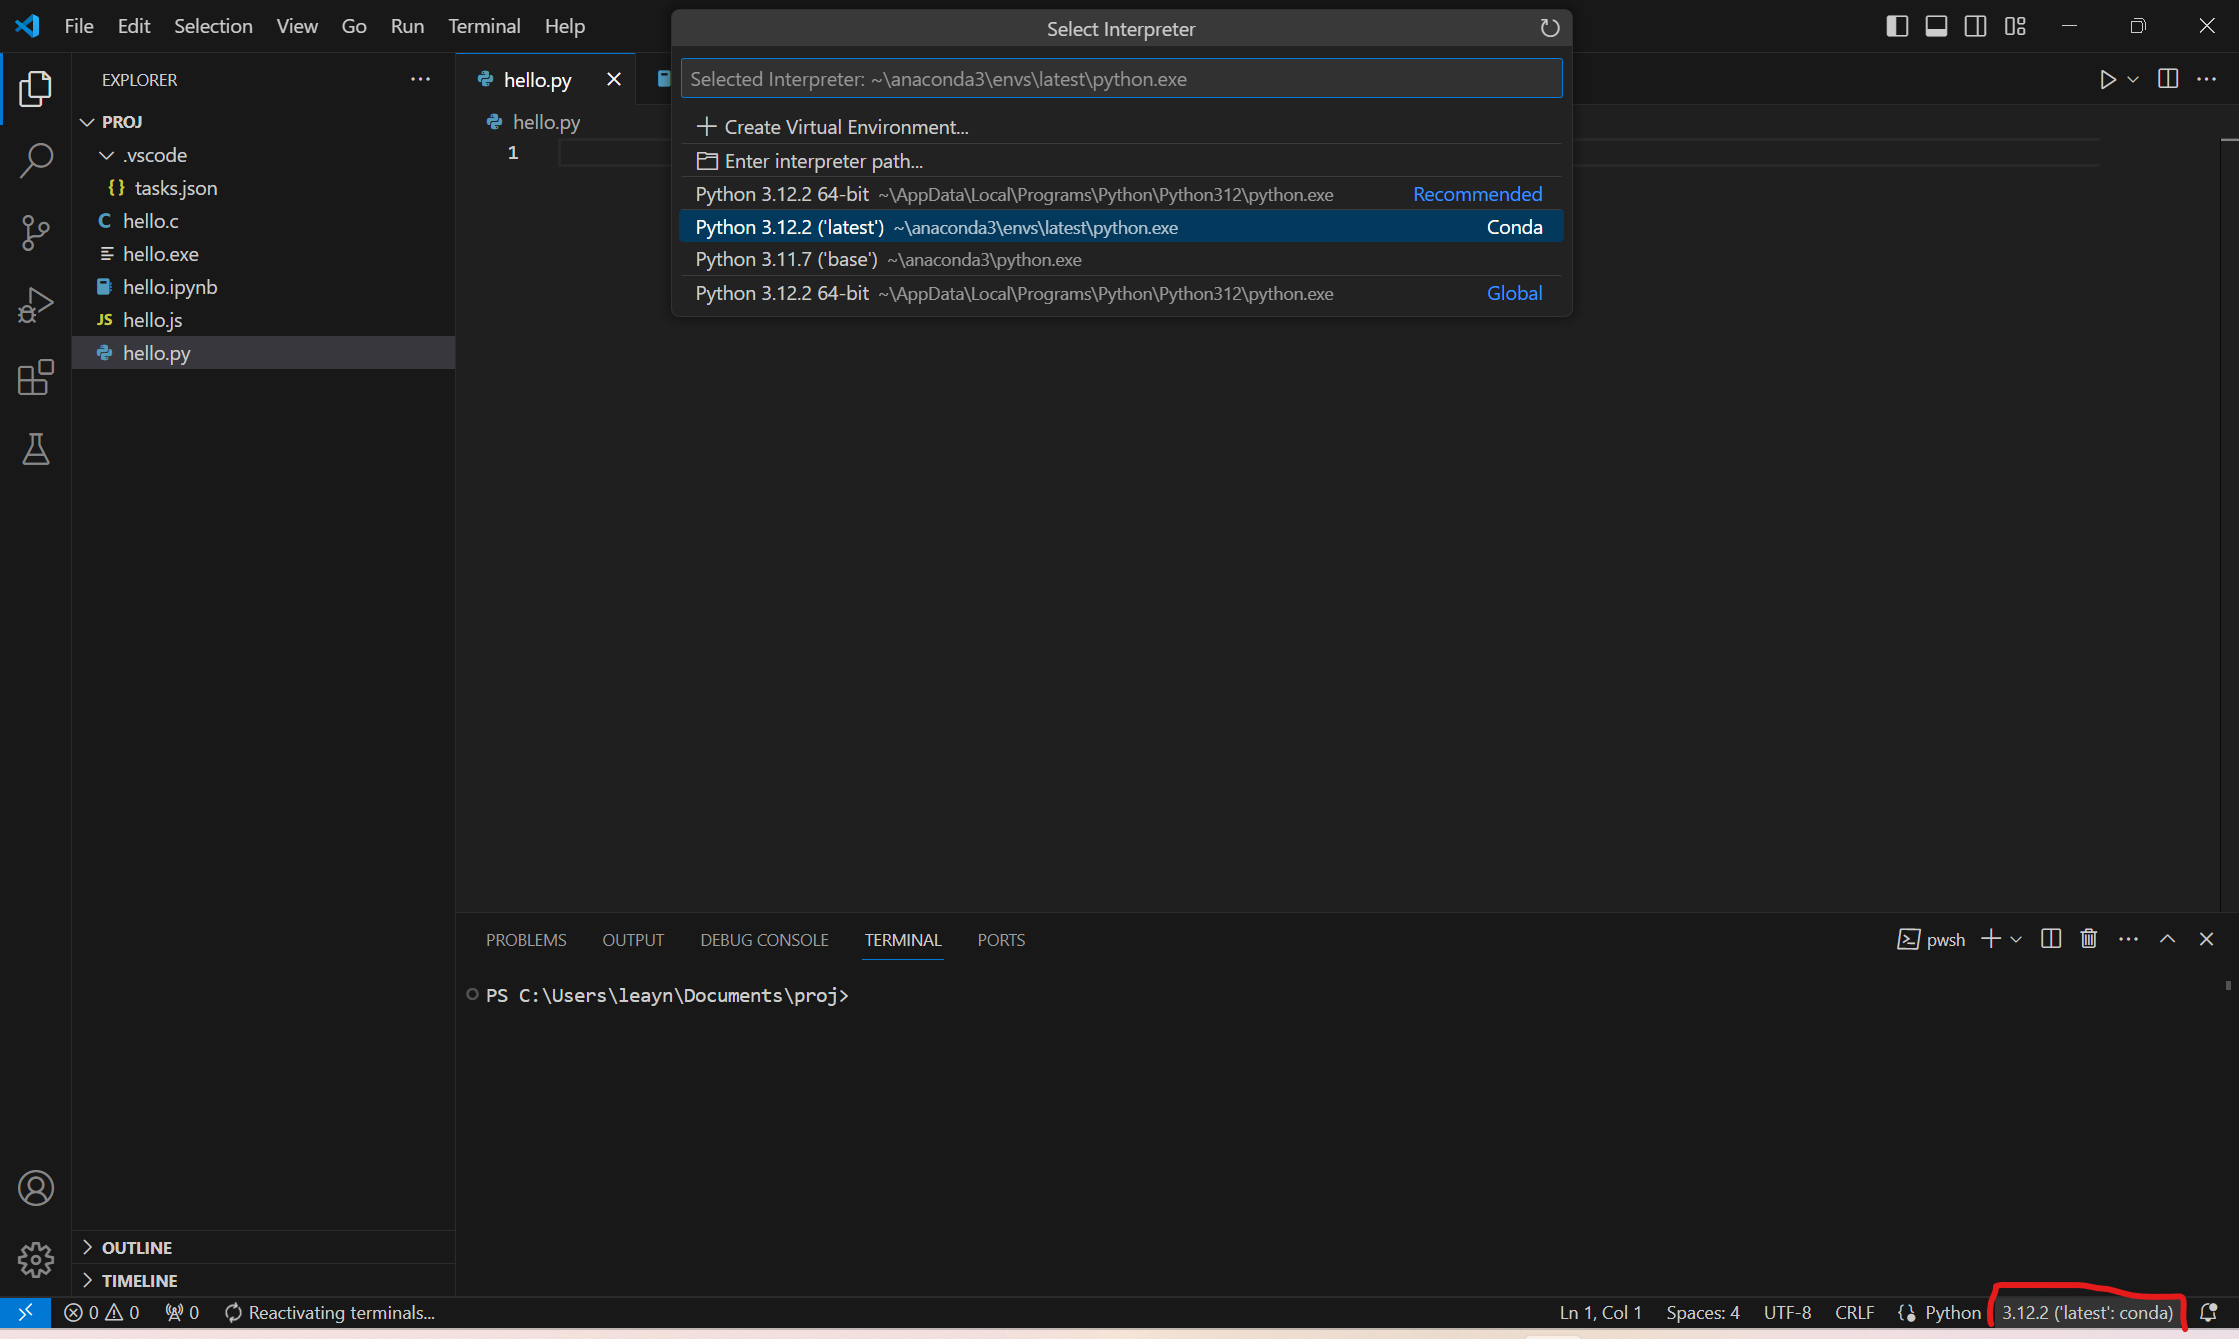 File Edit Selection View Go Run Terminal Help
Select Interpreter
Selected Interpreter: ~\anaconda3\envs\latest\python.exe
Create Virtual Environment...
Enter interpreter path...
Python 3.12.2 64-bit ~\AppData\Local\Programs\Python\Python312\python.exe Recommended
Python 3.12.2 ('latest') ~\anaconda3\envs\latest\python.exe Conda
Python 3.11.7 ('base') ~\anaconda3\python.exe
Python 3.12.2 64-bit ~\AppData\Local\Programs\Python\Python312\python.exe Global
EXPLORER
PROJ
.vscode
{} tasks.json
C hello.c
hello.exe
hello.ipynb
JS hello.js
hello.py
OUTLINE
TIMELINE
hello.py
hello.py
1
PROBLEMS OUTPUT DEBUG CONSOLE TERMINAL PORTS
pwsh
PS C:\Users\leayn\Documents\proj>
0 0 0 Reactivating terminals...
Ln 1, Col 1 Spaces: 4 UTF-8 CRLF {} Python 3.12.2 ('latest': conda)